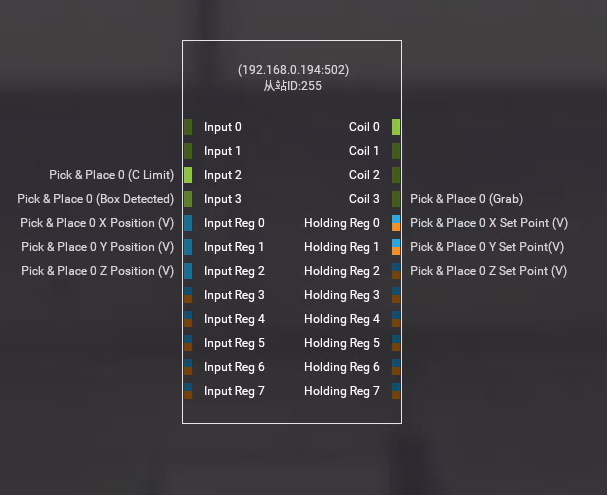 (192.168.0.194:502)
从站ID:255
Input 0 Coil 0
Input 1 Coil 1
Pick & Place 0 (C Limit) Input 2 Coil 2
Pick & Place 0 (Box Detected) Input 3 Coil 3 Pick & Place 0 (Grab)
Pick & Place 0 X Position (V) Input Reg 0 Holding Reg 0 Pick & Place 0 X Set Point (V)
Pick & Place 0 Y Position (V) Input Reg 1 Holding Reg 1 Pick & Place 0 Y Set Point(V)
Pick & Place 0 Z Position (V) Input Reg 2 Holding Reg 2 Pick & Place 0 Z Set Point (V)
Input Reg 3 Holding Reg 3
Input Reg 4 Holding Reg 4
Input Reg 5 Holding Reg 5
Input Reg 6 Holding Reg 6
Input Reg 7 Holding Reg 7